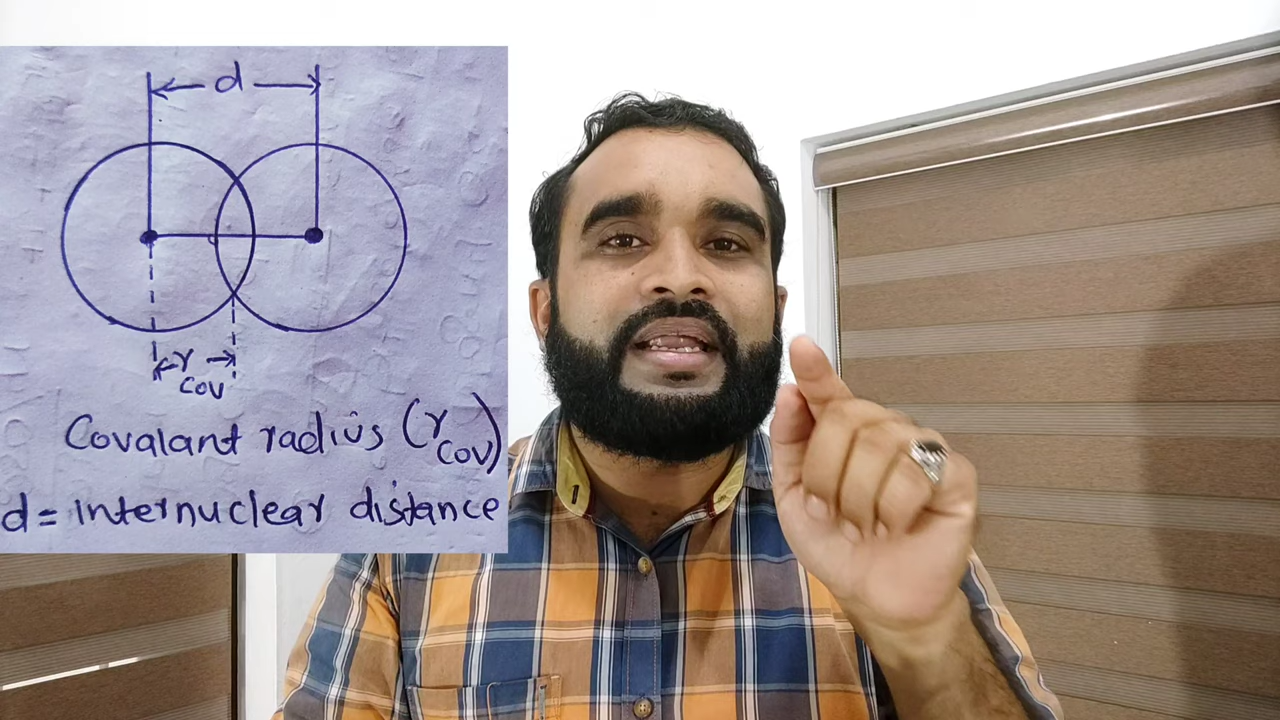 d
r
cov
Covalant radius (r cov)
d = internuclear distance